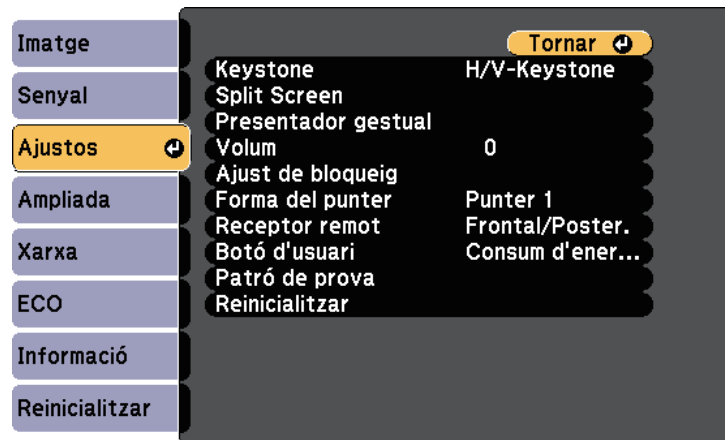 Imatge
Senyal
Ajustos
Ampliada
Xarxa
ECO
Informació
Reinicialitzar
Tornar
Keystone H/V-Keystone
Split Screen
Presentador gestual
Volum 0
Ajust de bloqueig
Forma del punter Punter 1
Receptor remot Frontal/Poster.
Botó d'usuari Consum d'ener...
Patró de prova
Reinicialitzar